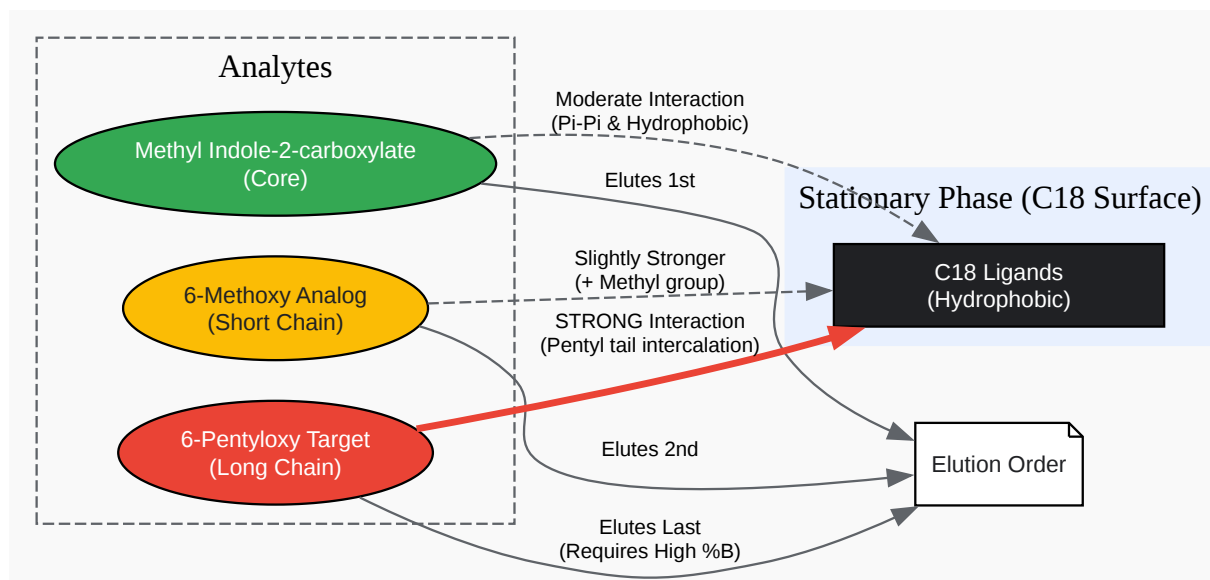 Analytes
Methyl Indole-2-carboxylate
(Core)
6-Methoxy Analog
(Short Chain)
6-Pentyloxy Target
(Long Chain)
Moderate Interaction
(Pi-Pi & Hydrophobic)
Elutes 1st
Slightly Stronger
(+ Methyl group)
STRONG Interaction
(Pentyl tail intercalation)
Elutes 2nd
Elutes Last
(Requires High %B)
Stationary Phase (C18 Surface)
C18 Ligands
(Hydrophobic)
Elution Order